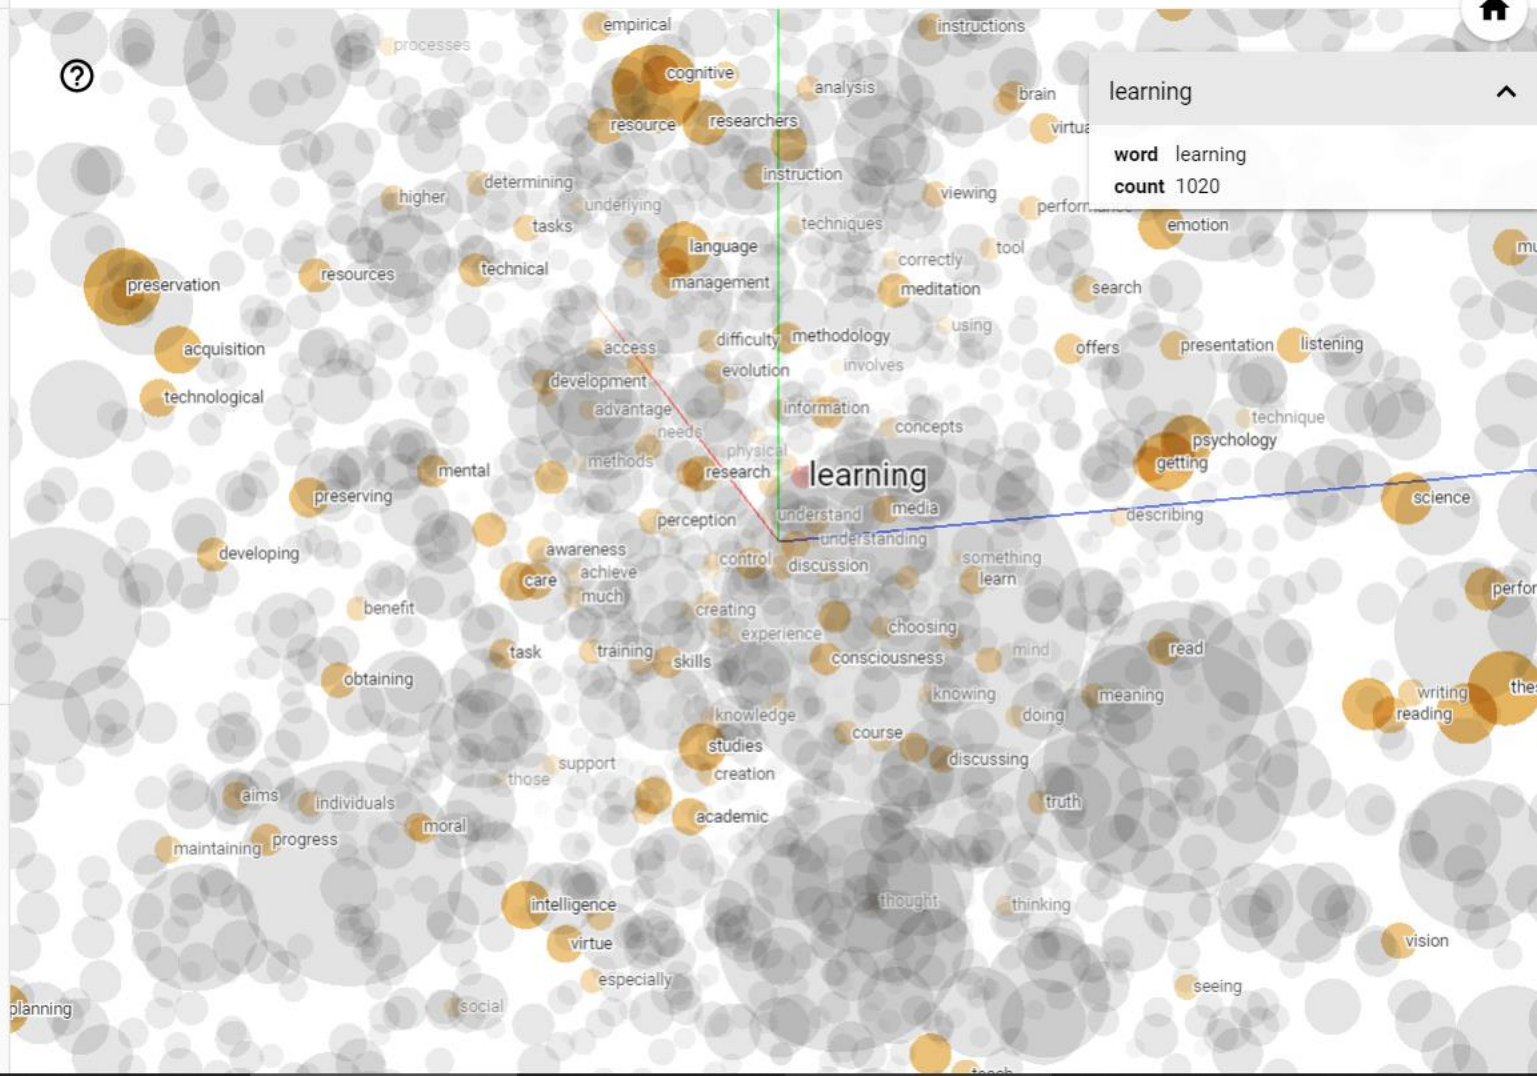 empirical
instructions
processes
cognitive
analysis
brain
learning
resource
researchers
word learning
count 1020
instruction
determining
higher
viewing
underlying
performance
tasks
techniques
emotion
language
tool
correctly
resources
technical
management
meditation
search
preservation
using
methodology
difficulty
access
acquisition
offers
presentation
listening
evolution
involves
development
technological
advantage
information
technique
needs
concepts
psychology
physical
methods
getting
mental
research
learning
preserving
science
media
understand
describing
perception
understanding
awareness
developing
control
discussion
something
achieve
care
learn
much
benefit
creating
choosing
experience
task
training
skills
consciousness
mind
read
obtaining
knowing
meaning
writing
knowledge
doing
reading
course
studies
discussing
support
those
creation
aims
individuals
truth
academic
moral
progress
maintaining
intelligence
thought
thinking
virtue
vision
especially
seeing
social
planning